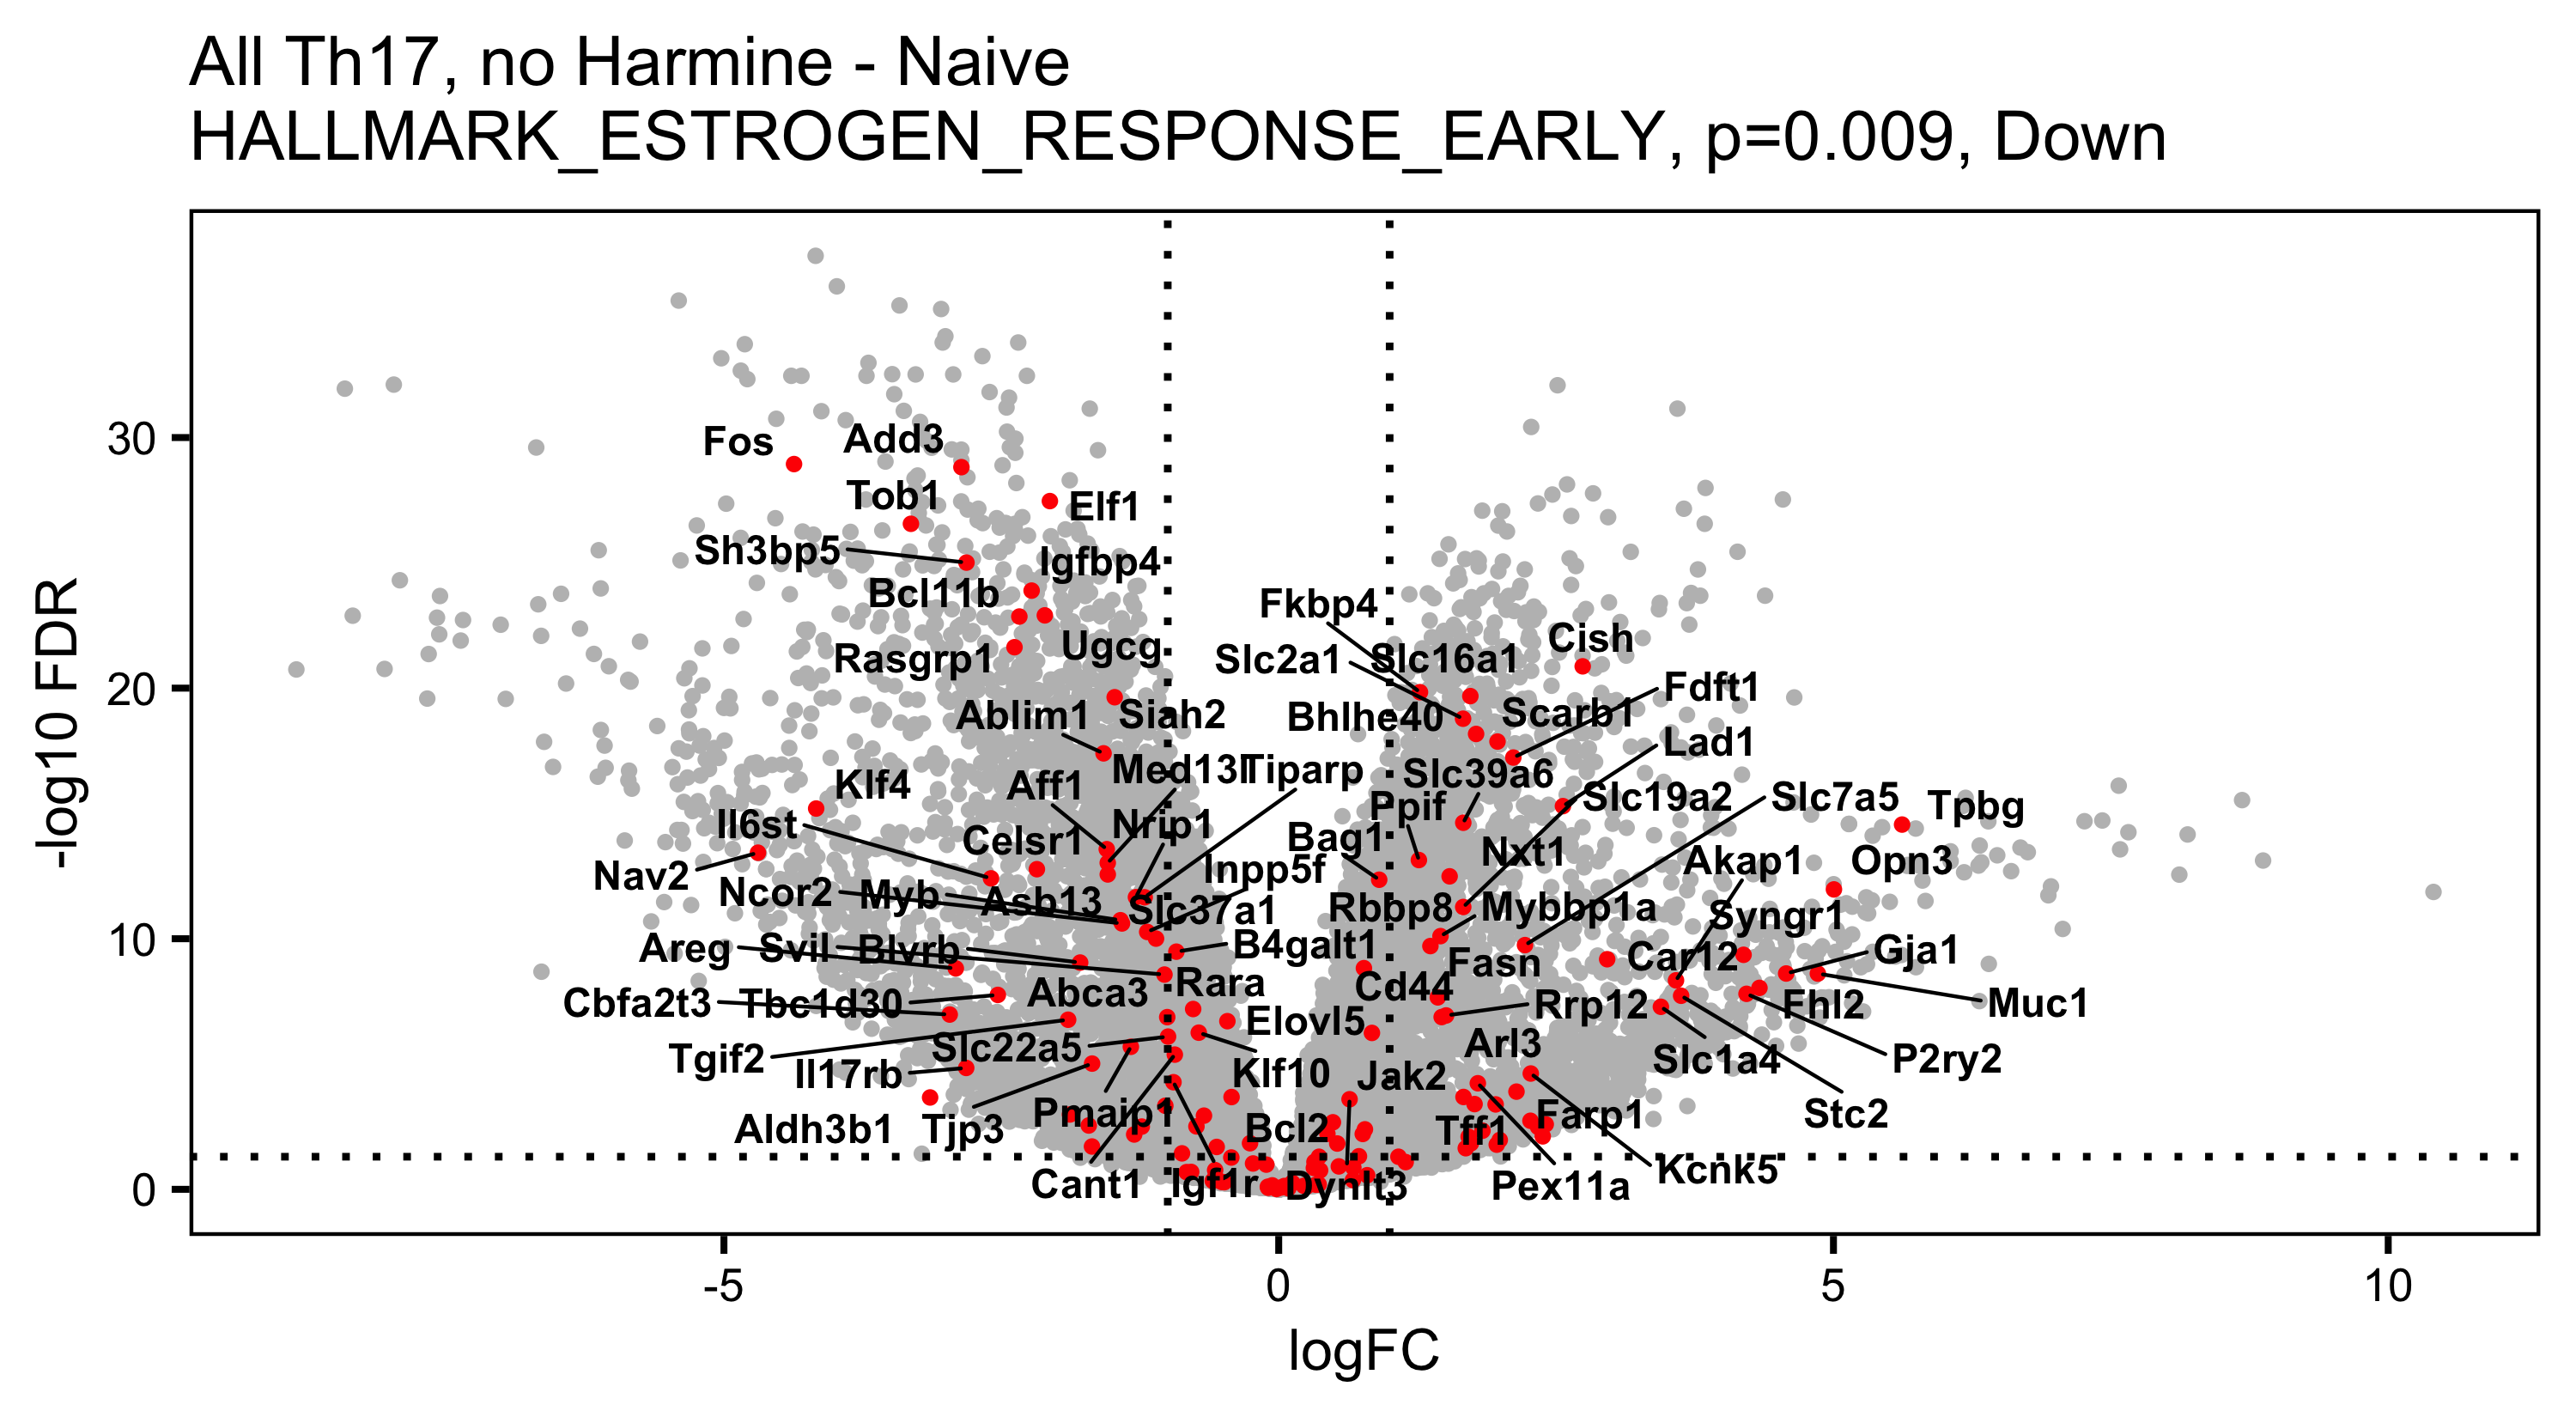 All Th17, no Harmine - Naive
HALLMARK_ESTROGEN_RESPONSE_EARLY, p=0.009, Down
-log10 FDR
30
20
10
0
Fos
Add3
Tob1
Elf1
Sh3bp5
Igfbp4
Bcl11b
Rasgrp1
Ugcg
Ablim1
Siah2
Klf4
Aff1
Med13l
Tiparp
Il6st
Celsr1
Nrip1
Nav2
Ncor2
Myb
Asb13
Inpp5f
Slc37a1
Areg
Svil
Blvrb
B4galt1
Cbfa2t3
Tbc1d30
Abca3
Rara
Tgif2
Slc22a5
Elovl5
Il17rb
Klf10
Aldh3b1
Tjp3
Pmaip1
Bcl2
Cant1
Igf1r
Dynlt3
Fkbp4
Slc2a1
Slc16a1
Cish
Bhlhe40
Scarb1
Fdft1
Lad1
Slc39a6
Ppif
Slc19a2
Slc7a5
Tpbg
Bag1
Nxt1
Akap1
Opn3
Rbbp8
Mybbp1a
Syngr1
Fasn
Car12
Gja1
Cd44
Rrp12
Fhl2
Muc1
Arl3
Slc1a4
P2ry2
Jak2
Stc2
Tff1
Farp1
Pex11a
Kcnk5
-5
0
5
10
logFC